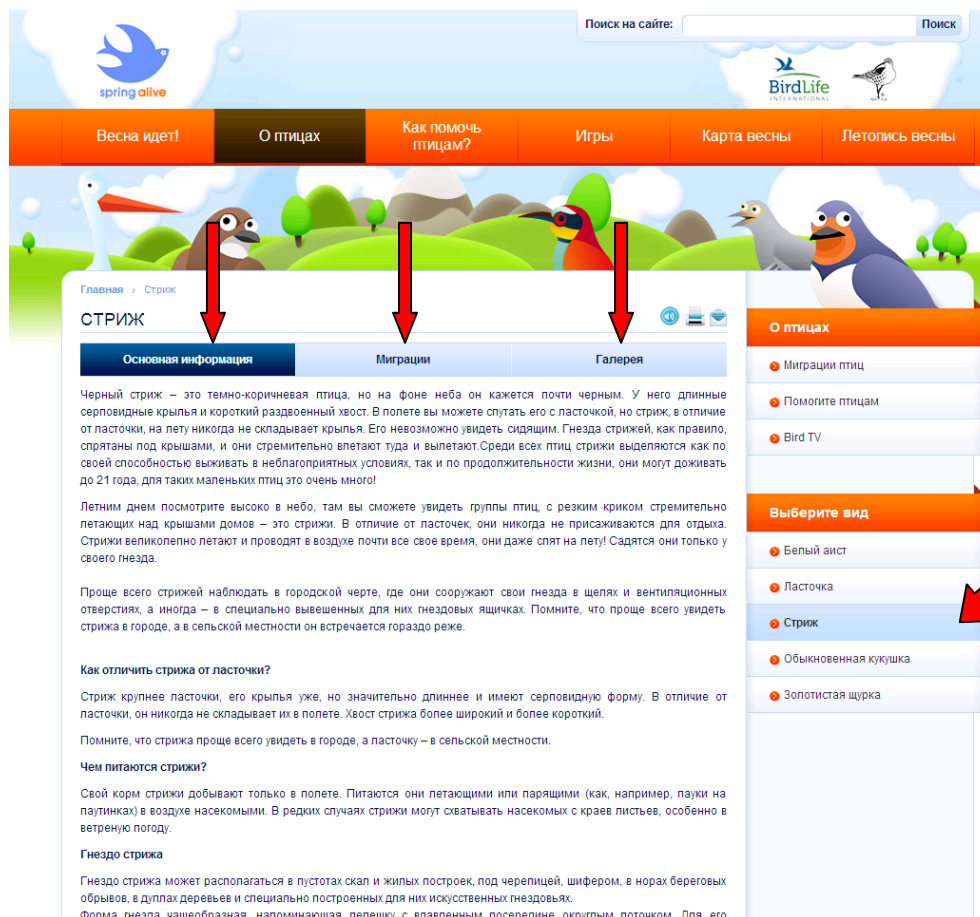 Поиск на сайте:
Поиск
spring alive
BirdLife
INTERNATIONAL
Весна идет!
О птицах
Как помочь
птицам?
Игры
Карта весны
Летопись весны
Главная › Стриж
СТРИЖ
Основная информация
Миграции
Галерея
Черный стриж – это темно-коричневая птица, но на фоне неба он кажется почти черным. У него длинные
серповидные крылья и короткий раздвоенный хвост. В полете вы можете спутать его с ласточкой, но стриж, в отличие
от ласточки, на лету никогда не складывает крылья. Его невозможно увидеть сидящим. Гнезда стрижей, как правило,
спрятаны под крышами, и они стремительно влетают туда и вылетают.Среди всех птиц стрижи выделяются как по
своей способностью выживать в неблагоприятных условиях, так и по продолжительности жизни, они могут доживать
до 21 года, для таких маленьких птиц это очень много!
Летним днем посмотрите высоко в небо, там вы сможете увидеть группы птиц, с резким криком стремительно
летающих над крышами домов – это стрижи. В отличие от ласточек, они никогда не присаживаются для отдыха.
Стрижи великолепно летают и проводят в воздухе почти все свое время, они даже спят на лету! Садятся они только у
своего гнезда.
Проще всего стрижей наблюдать в городской черте, где они сооружают свои гнезда в щелях и вентиляционных
отверстиях, а иногда – в специально вывешенных для них гнездовых ящичках. Помните, что проще всего увидеть
стрижа в городе, а в сельской местности он встречается гораздо реже.
Как отличить стрижа от ласточки?
Стриж крупнее ласточки, его крылья уже, но значительно длиннее и имеют серповидную форму. В отличие от
ласточки, он никогда не складывает их в полете. Хвост стрижа более широкий и более короткий.
Помните, что стрижа проще всего увидеть в городе, а ласточку – в сельской местности.
Чем питаются стрижи?
Свой корм стрижи добывают только в полете. Питаются они летающими или парящими (как, например, пауки на
паутинках) в воздухе насекомыми. В редких случаях стрижи могут схватывать насекомых с краев листьев, особенно в
ветреную погоду.
Гнездо стрижа
Гнездо стрижа может располагаться в пустотах скал и жилых построек, под черепицей, шифером, в норах береговых
обрывов, в дуплах деревьев и специально построенных для них искусственных гнездовьях.
Форма гнезда чашеобразная, напоминающая лепешку с вдавленным посередине округлым лоточком. Для его
О птицах
Миграции птиц
Помогите птицам
Bird TV
Выберите вид
Белый аист
Ласточка
Стриж
Обыкновенная кукушка
Золотистая щурка